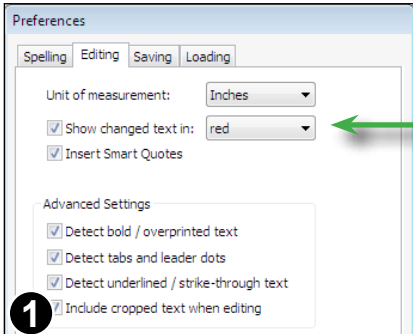 Preferences
Spelling Editing Saving Loading
Unit of measurement: Inches
Show changed text in: red
Insert Smart Quotes
Advanced Settings
Detect bold / overprinted text
Detect tabs and leader dots
Detect underlined / strike-through text
Include cropped text when editing
1